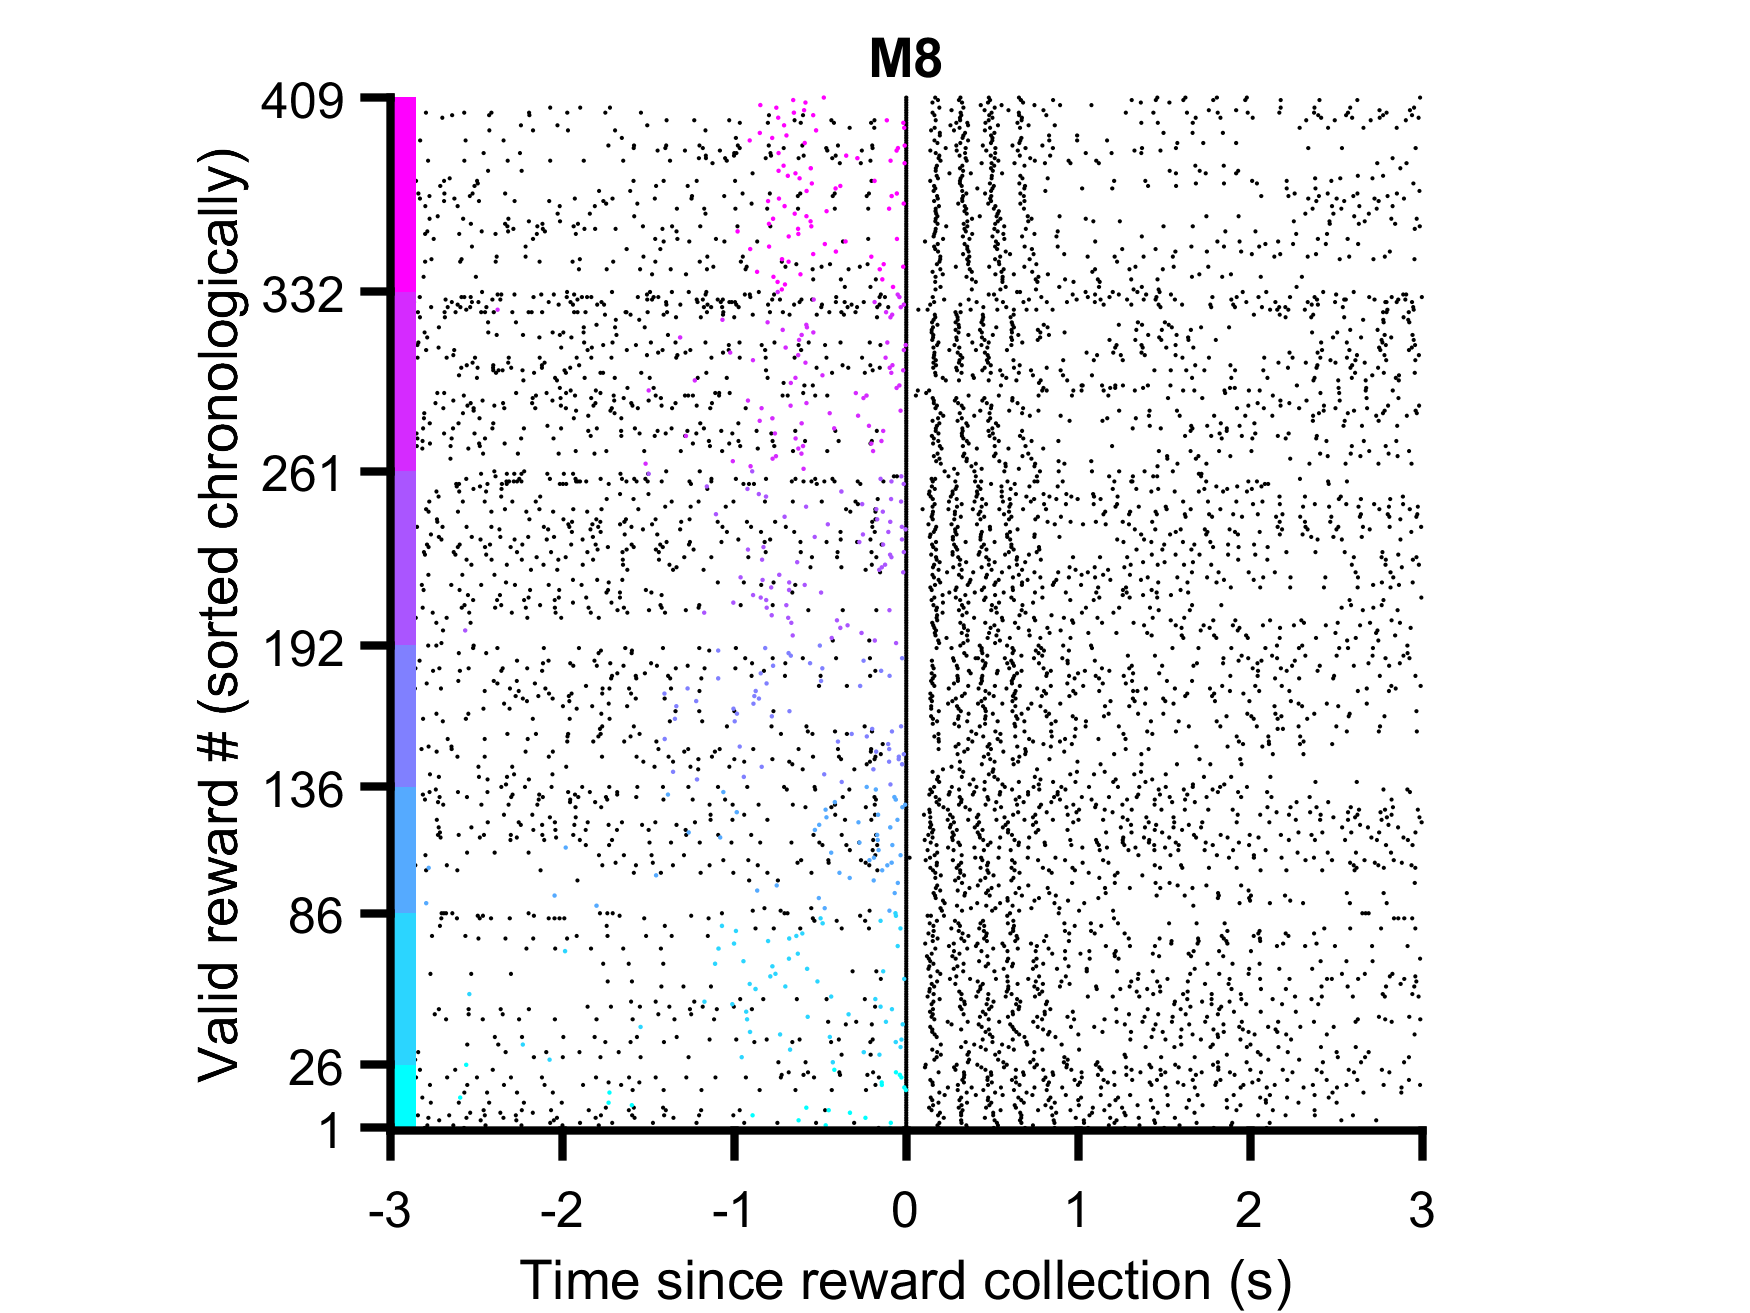 M8
Valid reward # (sorted chronologically)
409
332
261
192
136
86
26
1
-3 -2 -1 0 1 2 3
Time since reward collection (s)